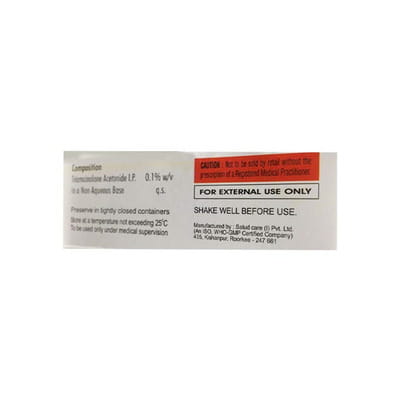 Composition
Triamcinolone Acetonide I.P. 0.1% w/v
In a Non Aqueous Base q.s.
Preserve in tightly closed containers
Store at a temperature not exceeding 25°C
To be used only under medical supervision
CAUTION : Not to be sold by retail without the
prescription of a Registered Medical Practitioner.
FOR EXTERNAL USE ONLY
SHAKE WELL BEFORE USE.
Manufactured by : Salud care (I) Pvt. Ltd.
(An ISO, WHO-GMP Certified Company)
415, Kahanpur, Roorkee - 247 661